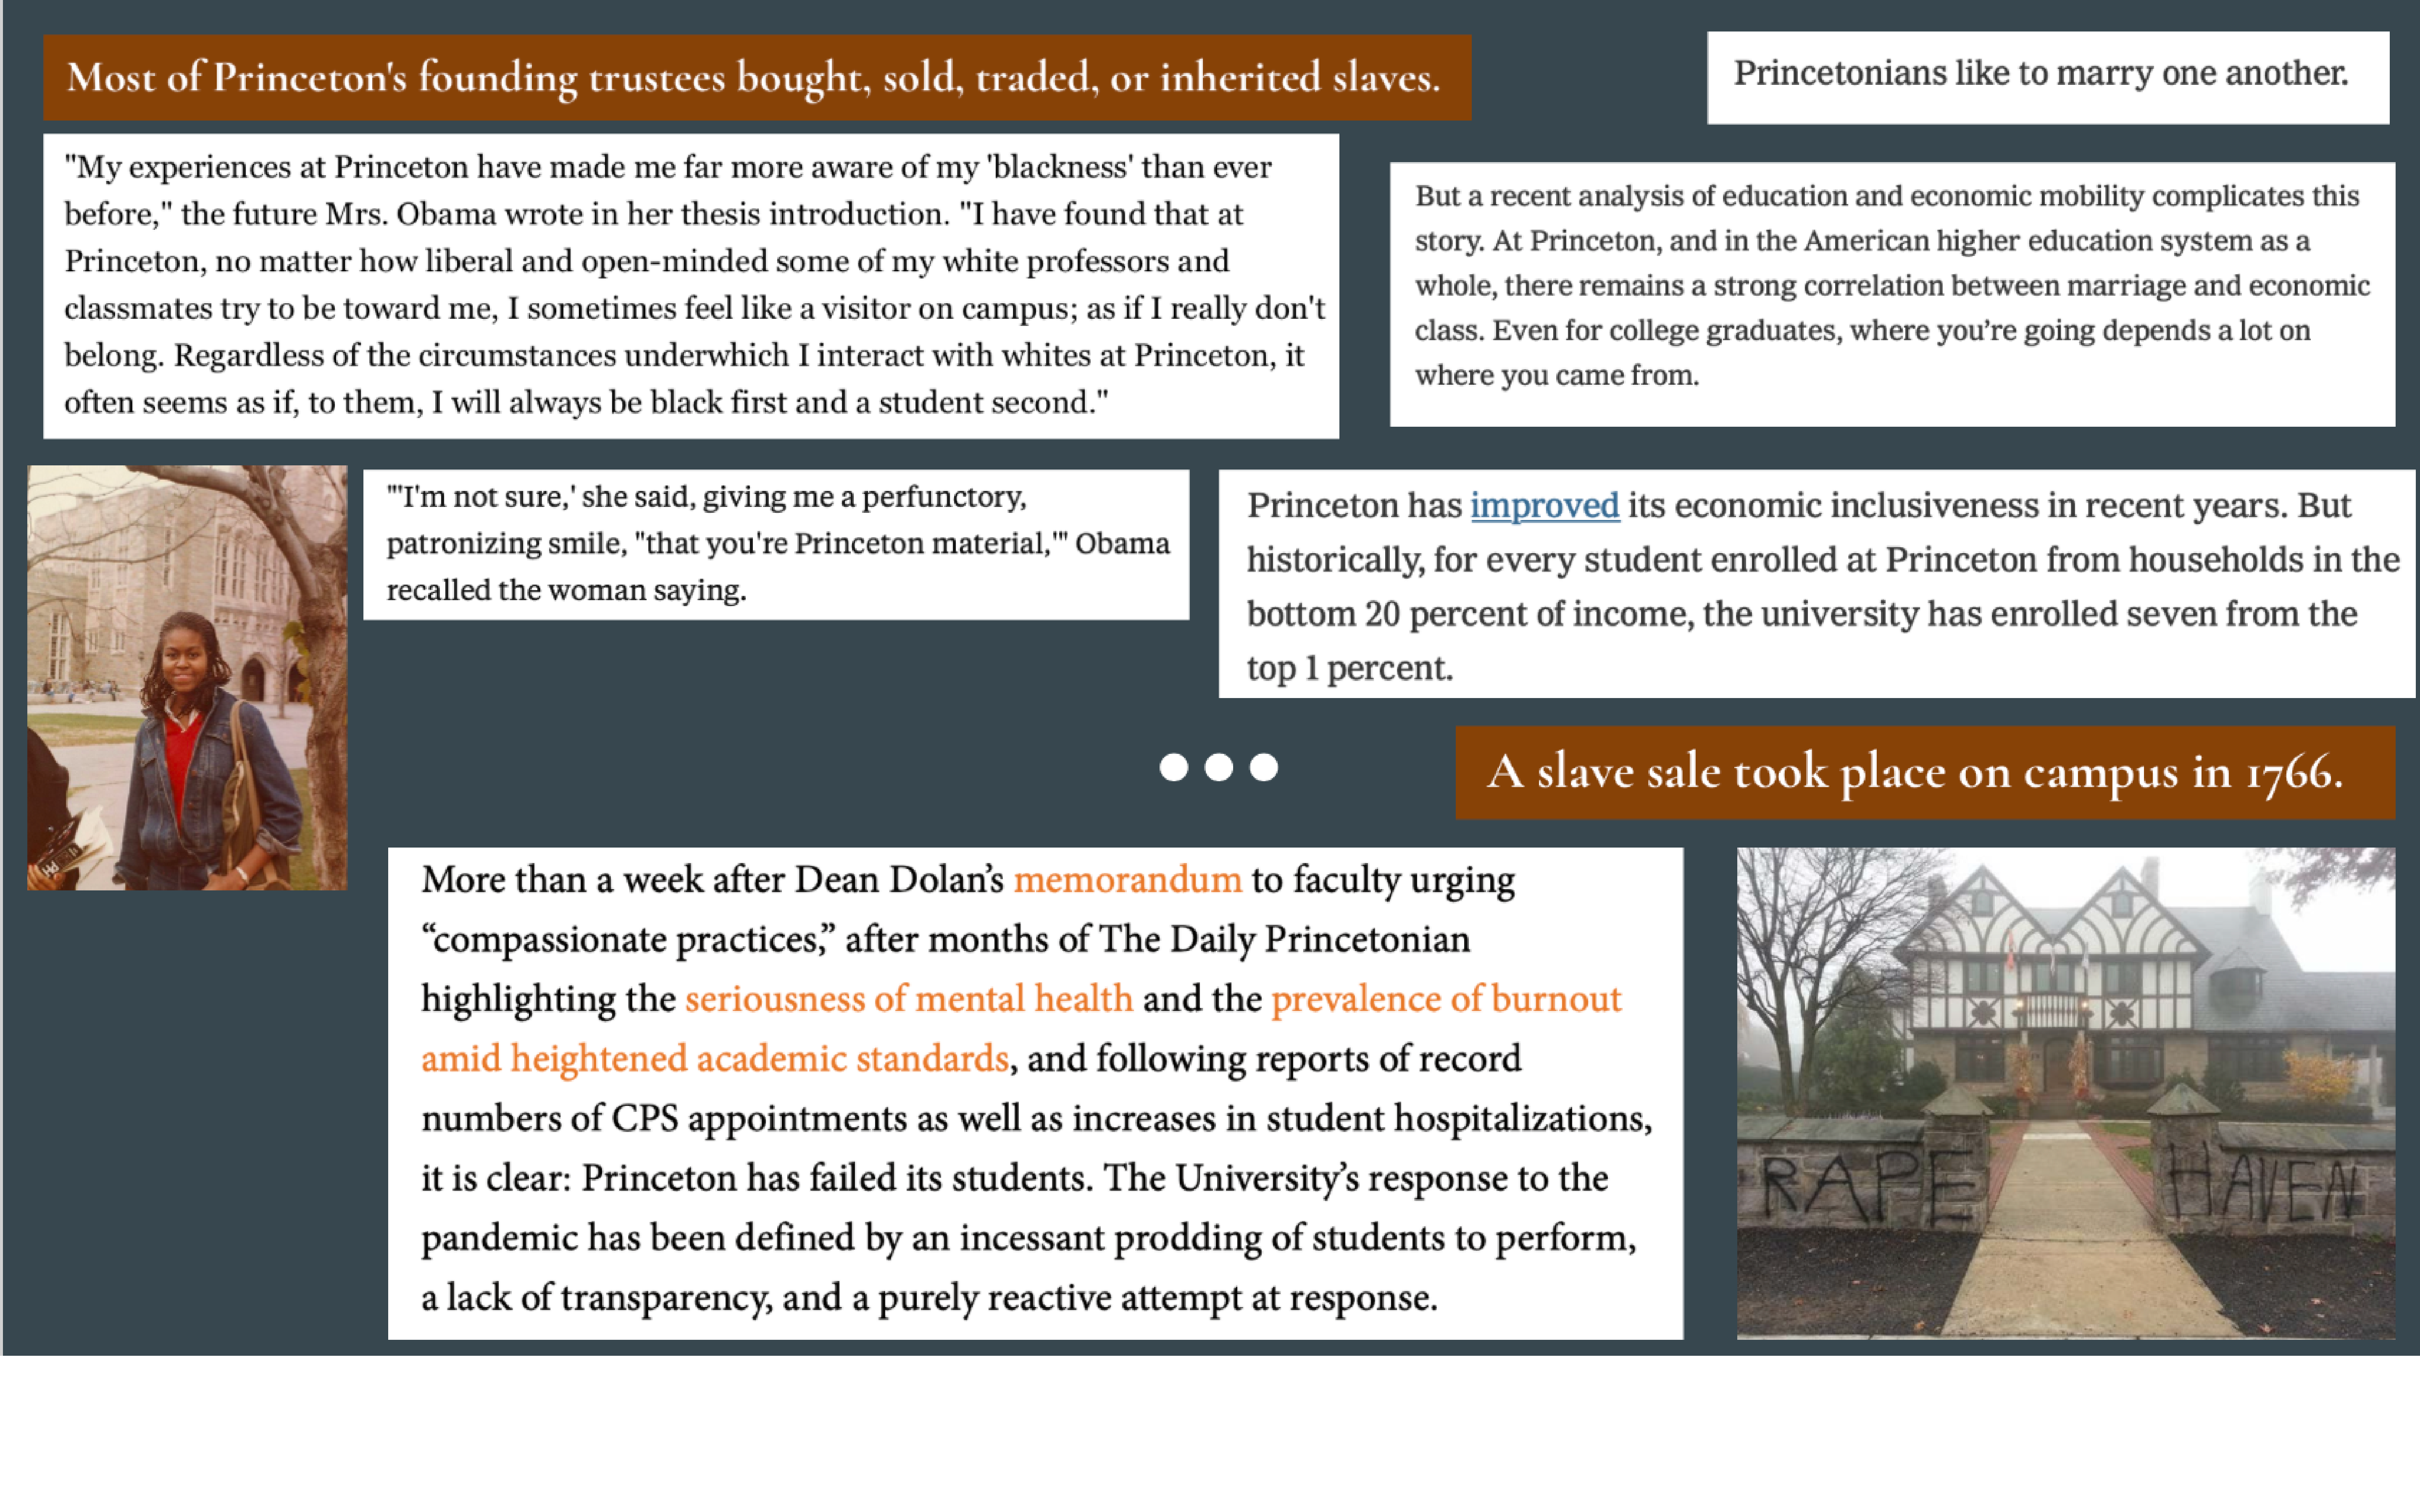 Most of Princeton's founding trustees bought, sold, traded, or inherited slaves.
Princetonians like to marry one another.
"My experiences at Princeton have made me far more aware of my 'blackness' than ever
before," the future Mrs. Obama wrote in her thesis introduction. "I have found that at
Princeton, no matter how liberal and open-minded some of my white professors and
classmates try to be toward me, I sometimes feel like a visitor on campus; as if I really don't
belong. Regardless of the circumstances underwhich I interact with whites at Princeton, it
often seems as if, to them, I will always be black first and a student second."
But a recent analysis of education and economic mobility complicates this
story. At Princeton, and in the American higher education system as a
whole, there remains a strong correlation between marriage and economic
class. Even for college graduates, where you’re going depends a lot on
where you came from.
"'I'm not sure,' she said, giving me a perfunctory,
patronizing smile, "that you're Princeton material,'" Obama
recalled the woman saying.
Princeton has improved its economic inclusiveness in recent years. But
historically, for every student enrolled at Princeton from households in the
bottom 20 percent of income, the university has enrolled seven from the
top 1 percent.
A slave sale took place on campus in 1766.
More than a week after Dean Dolan’s memorandum to faculty urging
“compassionate practices,” after months of The Daily Princetonian
highlighting the seriousness of mental health and the prevalence of burnout
amid heightened academic standards, and following reports of record
numbers of CPS appointments as well as increases in student hospitalizations,
it is clear: Princeton has failed its students. The University’s response to the
pandemic has been defined by an incessant prodding of students to perform,
a lack of transparency, and a purely reactive attempt at response.
RAPE HAVEN